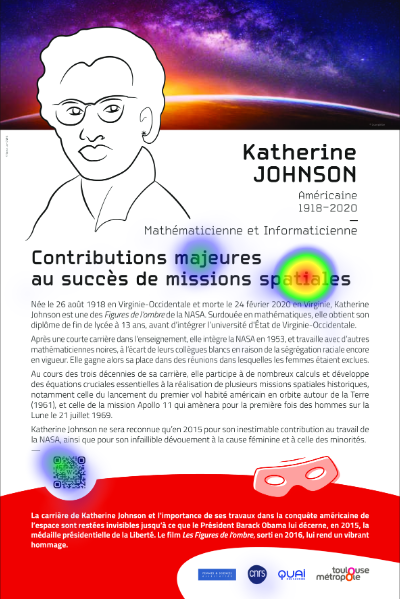 Katherine
JOHNSON
Américaine
1918-2020
Mathématicienne et Informaticienne
Contributions majeures
au succès de missions spatiales
Née le 26 août 1918 en Virginie-Occidentale et morte le 24 février 2020 en Virginie, Katherine
Johnson est une des Figures de l'ombre de la NASA. Surdouée en mathématiques, elle obtient son
diplôme de fin de lycée à 13 ans, avant d'intégrer l'université d'État de Virginie-Occidentale.
Après une courte carrière dans l'enseignement, elle intègre la NASA en 1953, et travaille avec d'autres
mathématiciennes noires, à l'écart de leurs collègues blancs en raison de la ségrégation raciale encore
en vigueur. Elle gagne alors sa place dans des réunions dans lesquelles les femmes étaient exclues.
Au cours des trois décennies de sa carrière, elle participe à de nombreux calculs et développe
des équations cruciales essentielles à la réalisation de plusieurs missions spatiales historiques,
notamment celle du lancement du premier vol habité américain en orbite autour de la Terre
(1961), et celle de la mission Apollo 11 qui amènera pour la première fois des hommes sur la
Lune le 21 juillet 1969.
Katherine Johnson ne sera reconnue qu'en 2015 pour son inestimable contribution au travail de
la NASA, ainsi que pour son infaillible dévouement à la cause féminine et à celle des minorités.
La carrière de Katherine Johnson et l'importance de ses travaux dans la conquête américaine de
l'espace sont restées invisibles jusqu'à ce que le Président Barack Obama lui décerne, en 2015, la
médaille présidentielle de la Liberté. Le film Les Figures de l'ombre, sorti en 2016, lui rend un vibrant
hommage.
cnrs
QUAI
toulouse
métropole